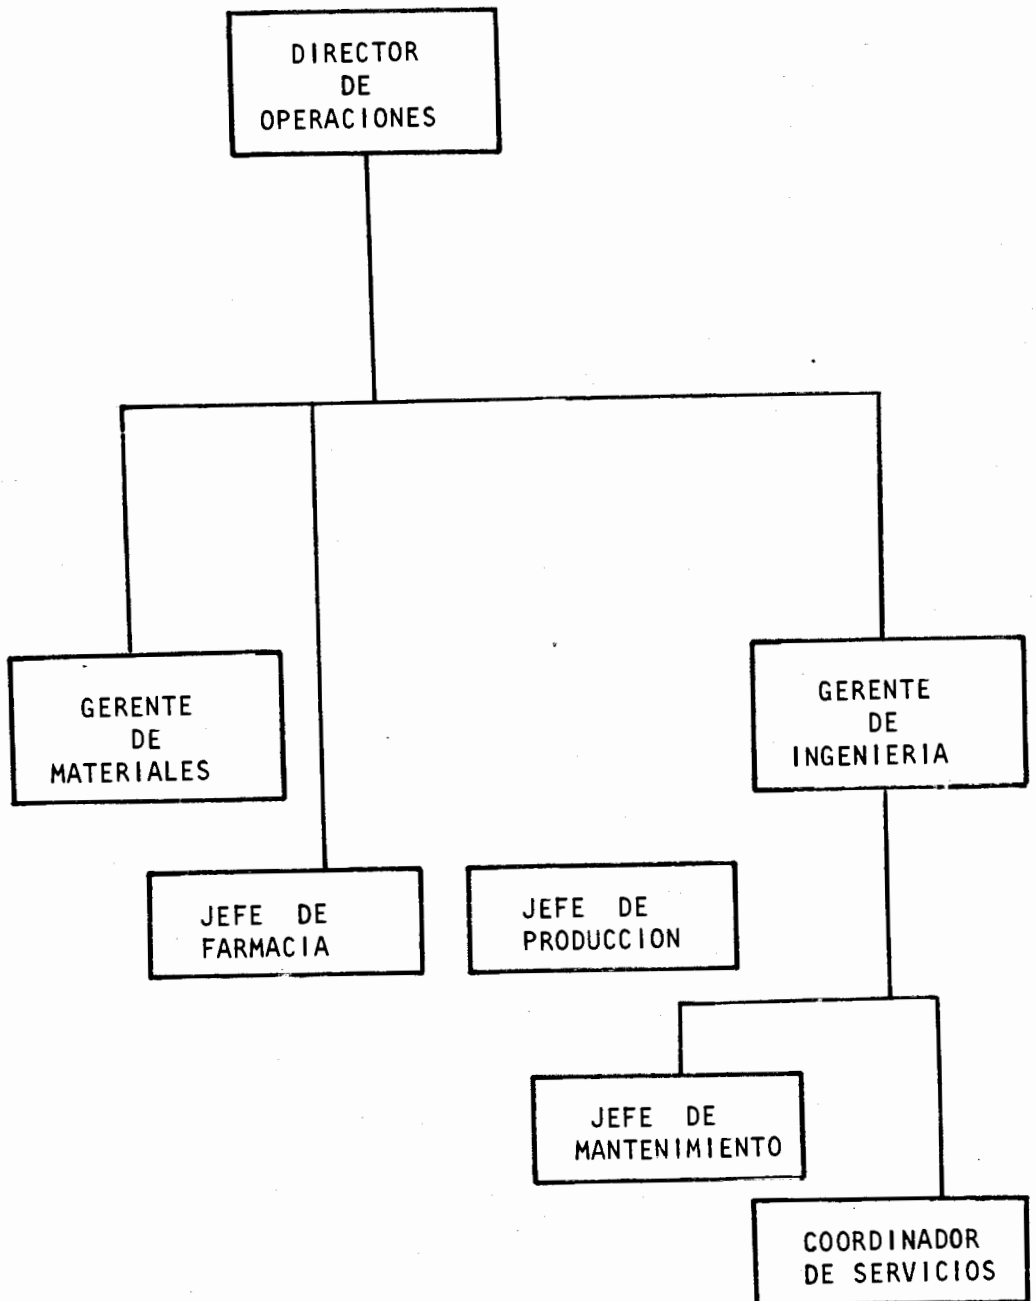 DIRECTOR
DE
OPERACIONES
GERENTE
DE
MATERIALES
GERENTE
DE
INGENIERIA
JEFE DE
FARMACIA
JEFE DE
PRODUCCION
JEFE DE
MANTENIMIENTO
COORDINADOR
DE SERVICIOS